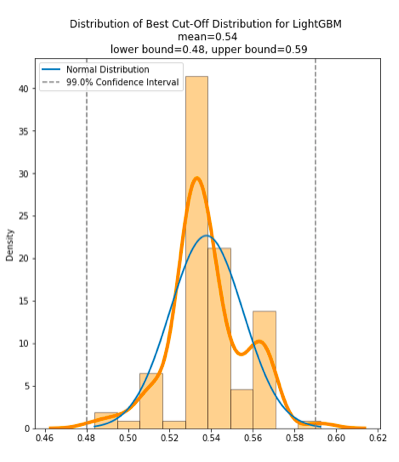 Distribution of Best Cut-Off Distribution for LightGBM
mean=0.54
lower bound=0.48, upper bound=0.59
Normal Distribution
99.0% Confidence Interval
40
35
30
25
20
15
10
5
0
Density
0.46 0.48 0.50 0.52 0.54 0.56 0.58 0.60 0.62